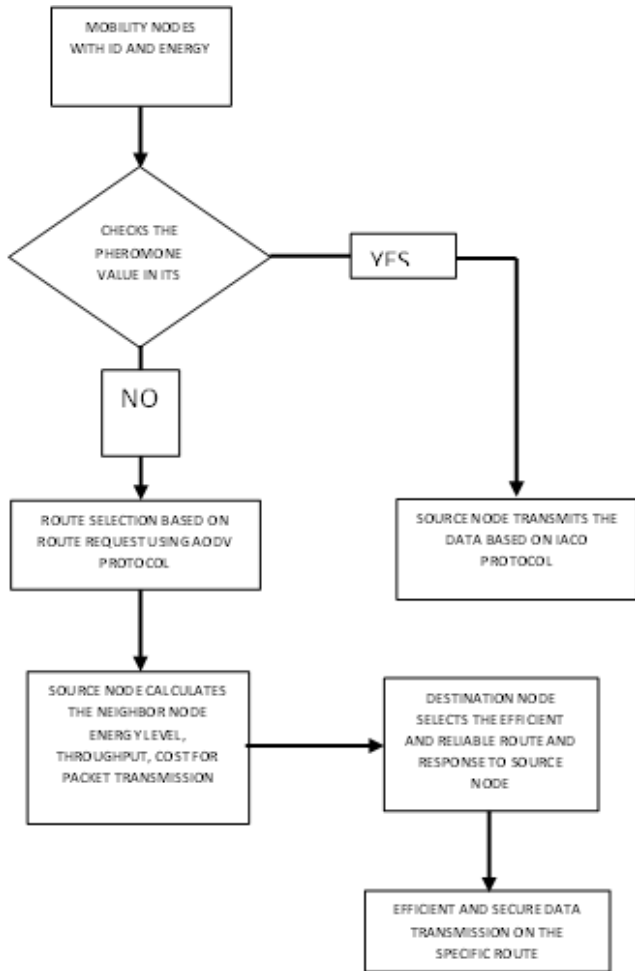 MOBILITY NODES
WITH ID AND ENERGY
CHECKS THE
PHEROMONE
VALUE IN ITS
YES
NO
ROUTE SELECTION BASED ON
ROUTE REQUEST USING AODV
PROTOCOL
SOURCE NODE TRANSMITS THE
DATA BASED ON IACO
PROTOCOL
SOURCE NODE CALCULATES
THE NEIGHBOR NODE
ENERGY LEVEL,
THROUGHPUT, COST FOR
PACKET TRANSMISSION
DESTINATION NODE
SELECTS THE EFFICIENT
AND RELIABLE ROUTE AND
RESPONSE TO SOURCE
NODE
EFFICIENT AND SECURE DATA
TRANSMISSION ON THE
SPECIFIC ROUTE